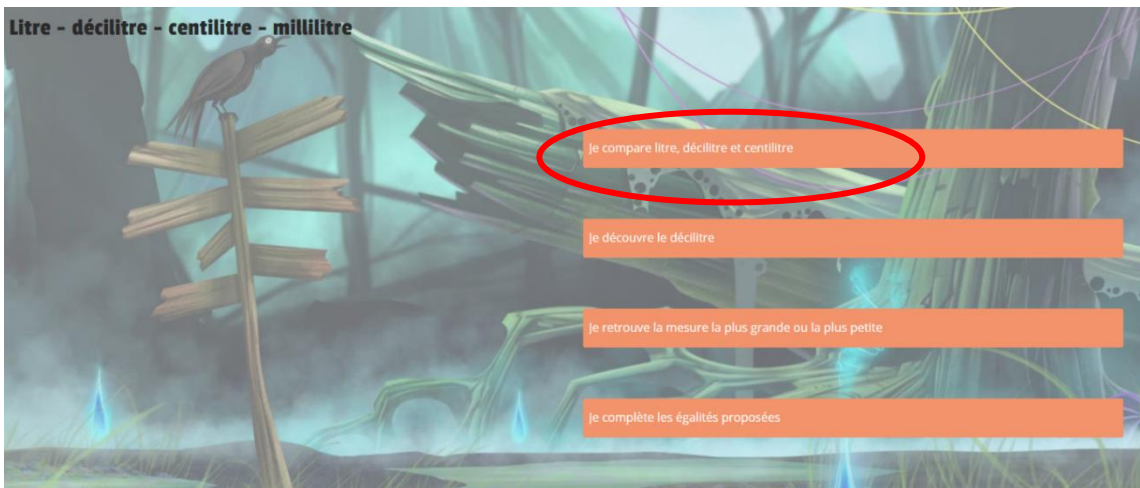 Litre - décilitre - centilitre - millilitre
Je compare litre, décilitre et centilitre
Je découvre le décilitre
Je retrouve la mesure la plus grande ou la plus petite
Je complète les égalités proposées